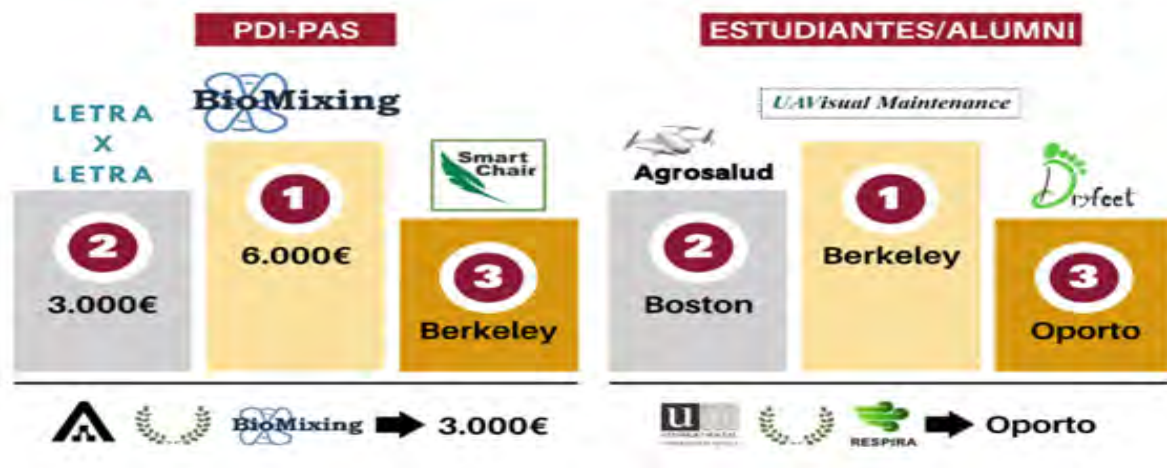 PDI-PAS
LETRA
X
LETRA
BioMixing
Smart
Chair
1
6.000€
2
3.000€
3
Berkeley
BioMixing
3.000€
ESTUDIANTES/ALUMNI
UAVisual Maintenance
Agrosalud
Dryfeet
1
Berkeley
2
Boston
3
Oporto
RESPIRA
Oporto